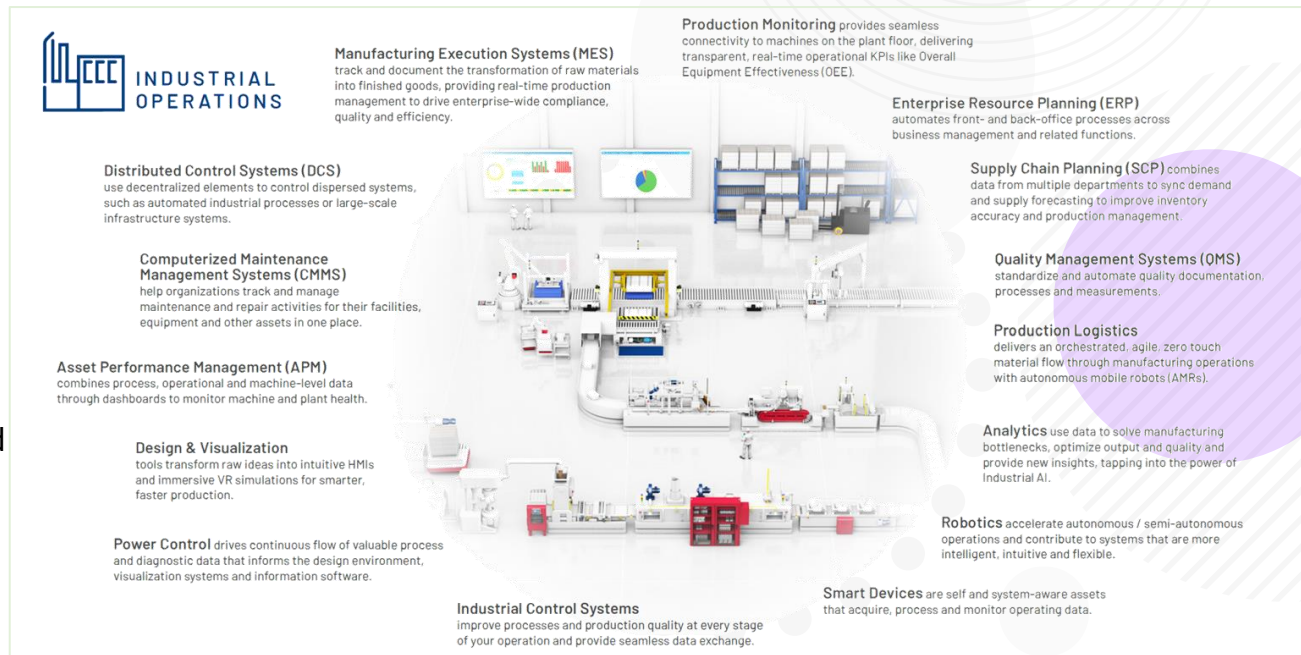 INDUSTRIAL
OPERATIONS
Manufacturing Execution Systems (MES)
track and document the transformation of raw materials
into finished goods, providing real-time production
management to drive enterprise-wide compliance,
quality and efficiency.
Production Monitoring provides seamless
connectivity to machines on the plant floor, delivering
transparent, real-time operational KPIs like Overall
Equipment Effectiveness (OEE).
Enterprise Resource Planning (ERP)
automates front- and back-office processes across
business management and related functions.
Distributed Control Systems (DCS)
use decentralized elements to control dispersed systems,
such as automated industrial processes or large-scale
infrastructure systems.
Supply Chain Planning (SCP) combines
data from multiple departments to sync demand
and supply forecasting to improve inventory
accuracy and production management.
Computerized Maintenance
Management Systems (CMMS)
help organizations track and manage
maintenance and repair activities for their facilities,
equipment and other assets in one place.
Quality Management Systems (QMS)
standardize and automate quality documentation,
processes and measurements.
Production Logistics
delivers an orchestrated, agile, zero touch
material flow through manufacturing operations
with autonomous mobile robots (AMRs).
Asset Performance Management (APM)
combines process, operational and machine-level data
through dashboards to monitor machine and plant health.
Analytics use data to solve manufacturing
bottlenecks, optimize output and quality and
provide new insights, tapping into the power of
Industrial AI.
d
Design & Visualization
tools transform raw ideas into intuitive HMIs
and immersive VR simulations for smarter,
faster production.
Robotics accelerate autonomous / semi-autonomous
operations and contribute to systems that are more
intelligent, intuitive and flexible.
Power Control drives continuous flow of valuable process
and diagnostic data that informs the design environment,
visualization systems and information software.
Smart Devices are self and system-aware assets
that acquire, process and monitor operating data.
Industrial Control Systems
improve processes and production quality at every stage
of your operation and provide seamless data exchange.